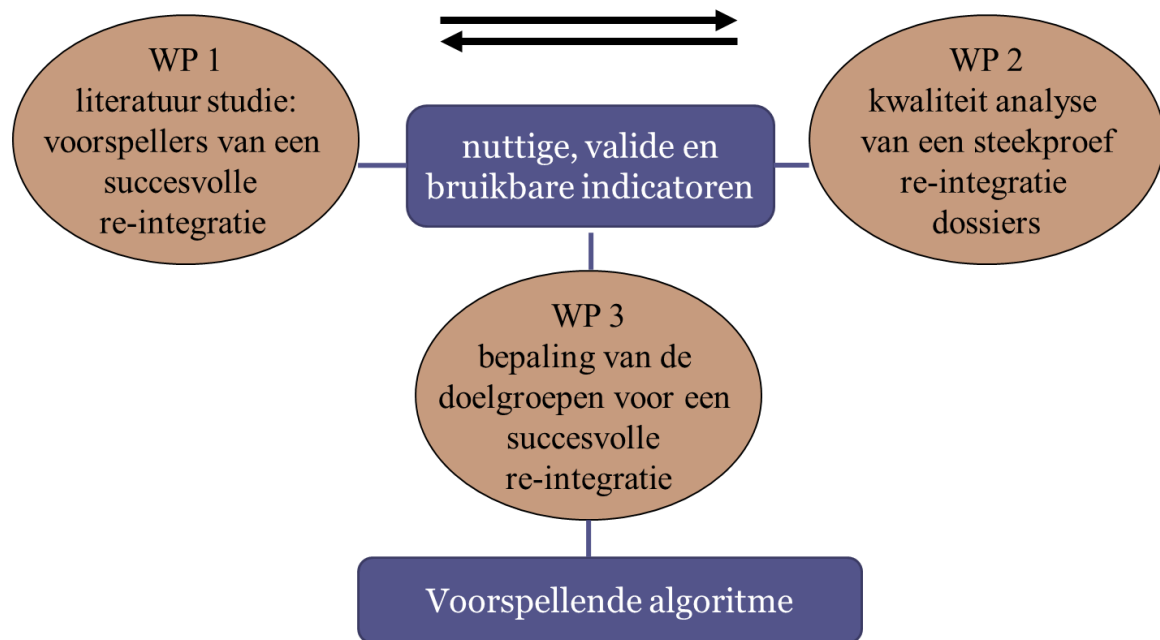 WP 1
literatuur studie:
voorspellers van een
succesvolle
re-integratie
nuttige, valide en
bruikbare indicatoren
WP 2
kwaliteit analyse
van een steekproef
re-integratie
dossiers
WP 3
bepaling van de
doelgroepen voor een
succesvolle
re-integratie
Voorspellende algoritme